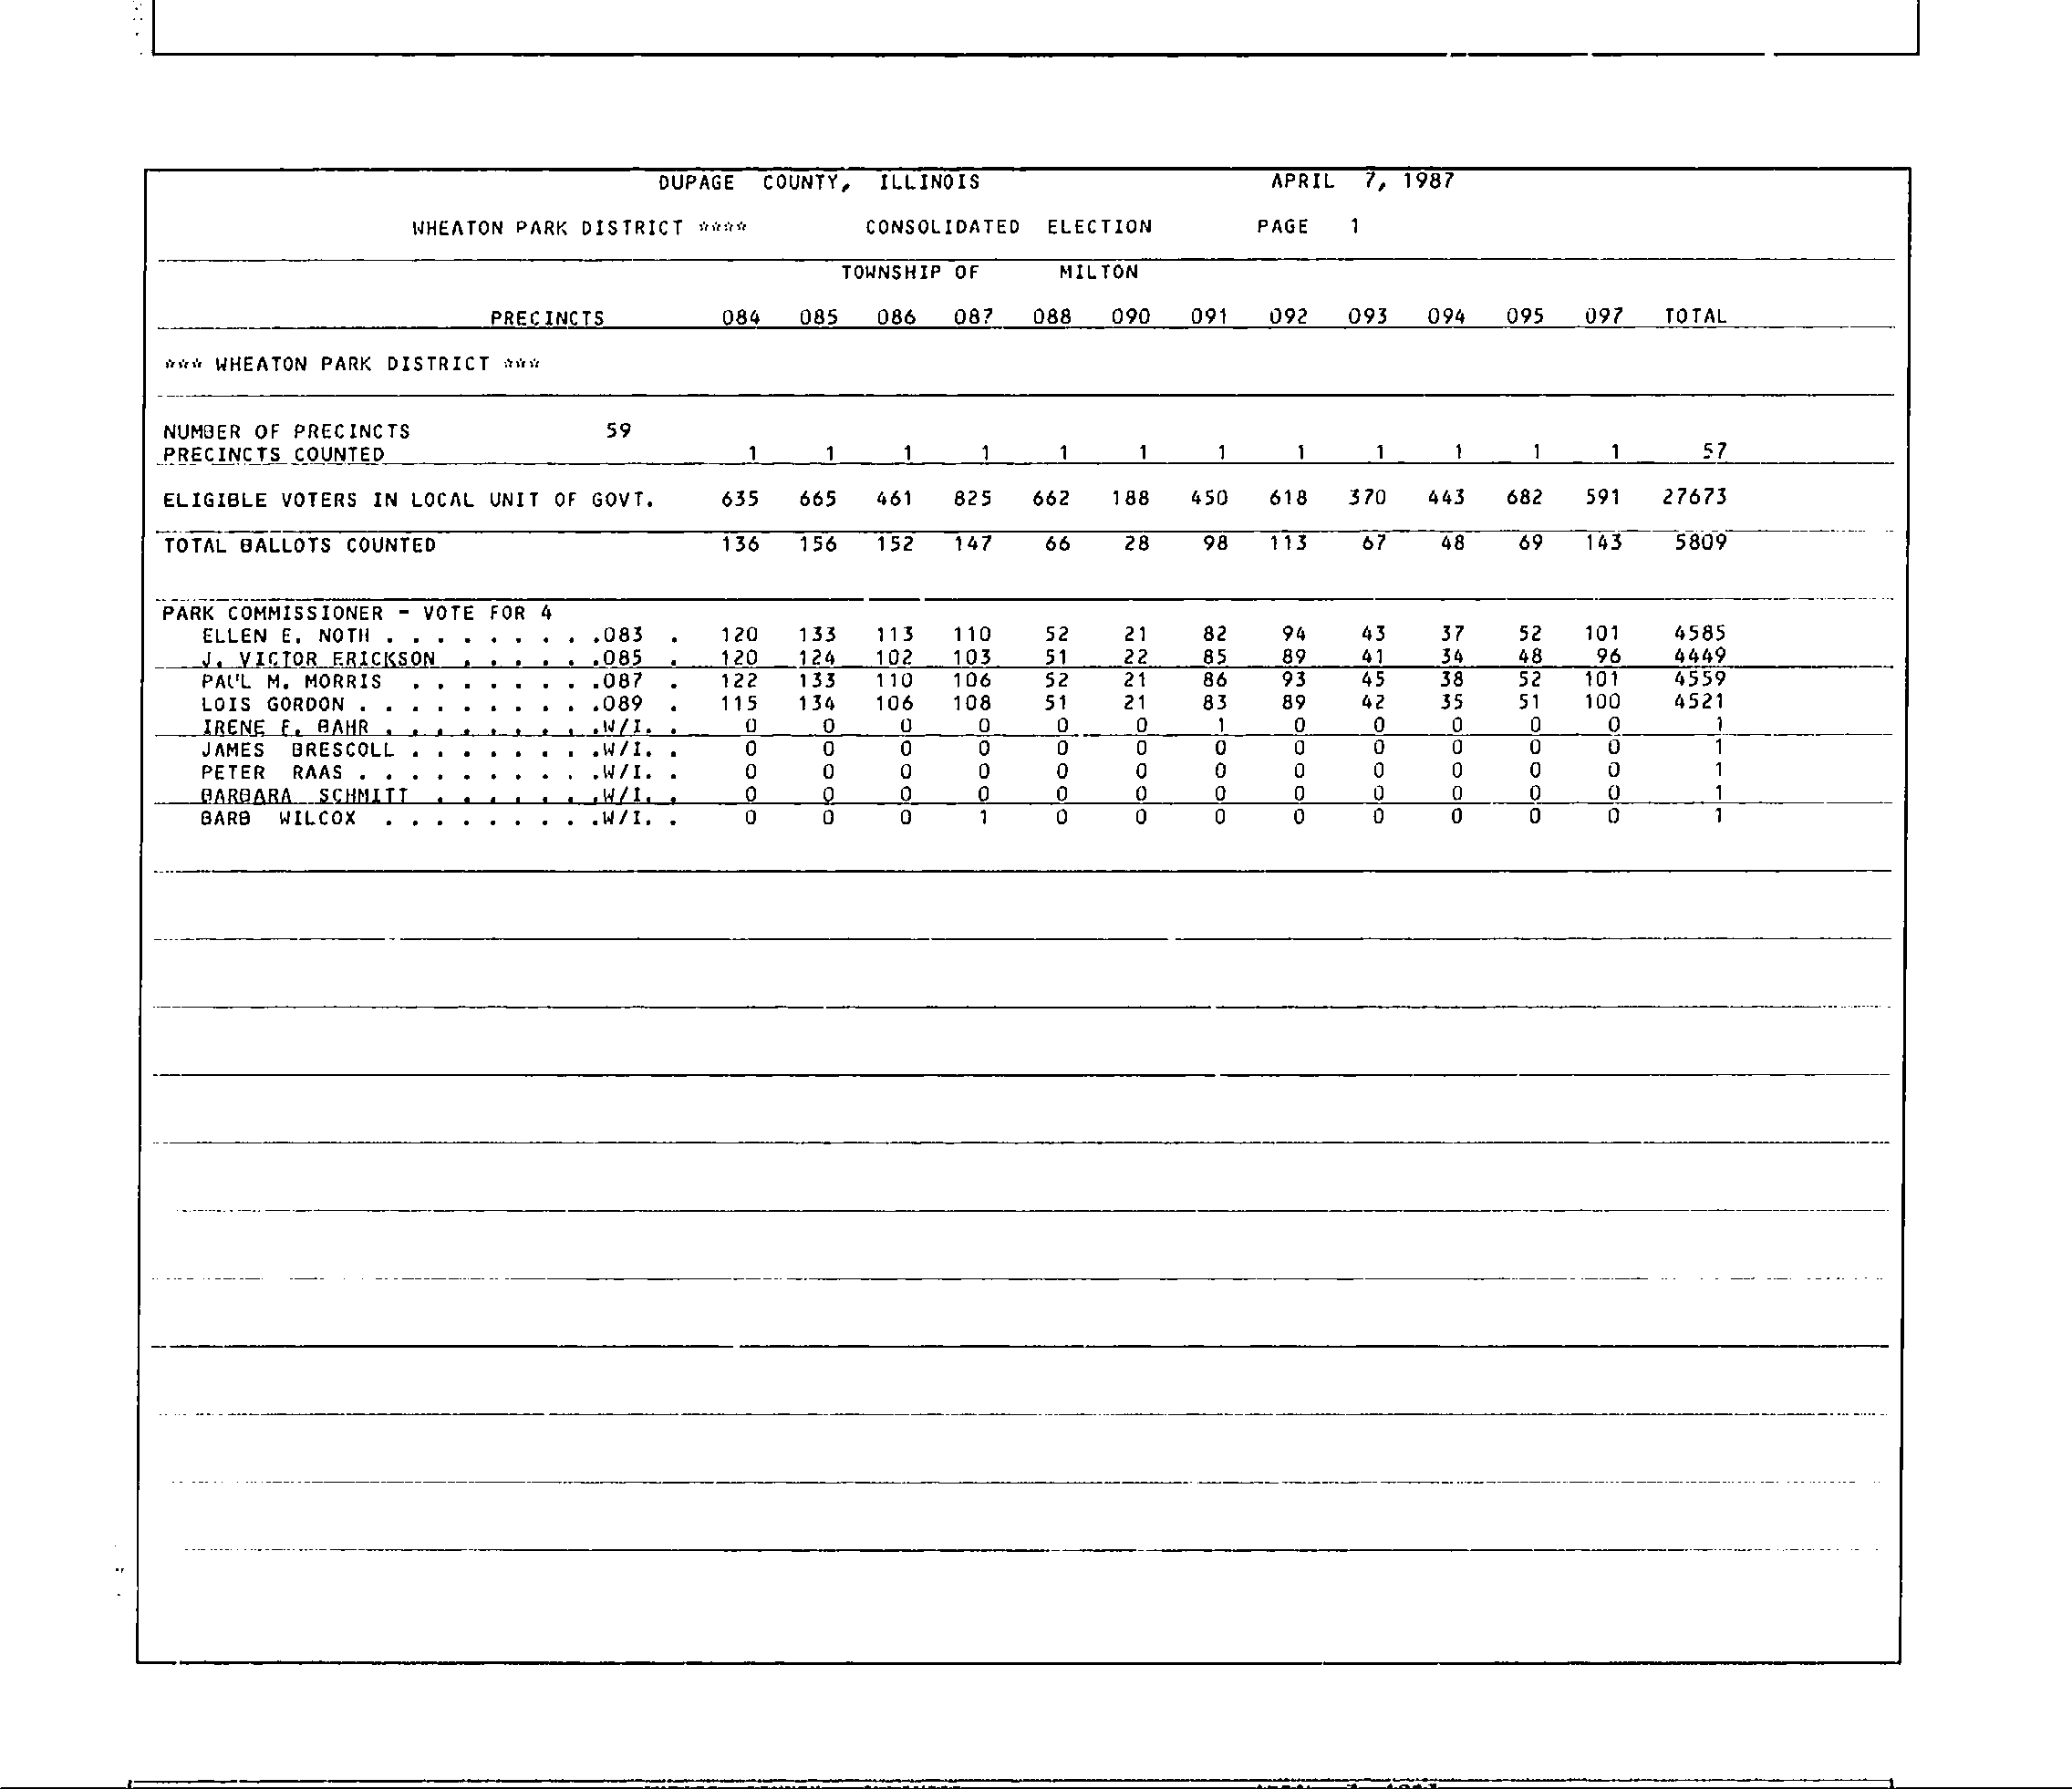 DUPAGE COUNTY, ILLINOIS APRIL 7, 1987
WHEATON PARK DISTRICT **** CONSOLIDATED ELECTION PAGE 1
TOWNSHIP OF MILTON
PRECINCTS 084 085 086 087 088 090 091 092 093 094 095 097 TOTAL
*** WHEATON PARK DISTRICT ***
NUMBER OF PRECINCTS 59
PRECINCTS COUNTED 1 1 1 1 1 1 1 1 1 1 1 1 57
ELIGIBLE VOTERS IN LOCAL UNIT OF GOVT. 635 665 461 825 662 188 450 618 370 443 682 591 27673
TOTAL BALLOTS COUNTED 136 156 152 147 66 28 98 113 67 48 69 143 5809
PARK COMMISSIONER - VOTE FOR 4
ELLEN E. NOTH . . . . . . . . .083 . 120 133 113 110 52 21 82 94 43 37 52 101 4585
J. VICTOR ERICKSON . . . . . .085 . 120 124 102 103 51 22 85 89 41 34 48 96 4449
PAUL M. MORRIS . . . . . . . .087 . 122 133 110 106 52 21 86 93 45 38 52 101 4559
LOIS GORDON . . . . . . . . . .089 . 115 134 106 108 51 21 83 89 42 35 51 100 4521
IRENE F. BAHR . . . . . . . . .W/I. . 0 0 0 0 0 0 1 0 0 0 0 0 1
JAMES BRESCOLL . . . . . . . .W/I. . 0 0 0 0 0 0 0 0 0 0 0 0 1
PETER RAAS . . . . . . . . . .W/I. . 0 0 0 0 0 0 0 0 0 0 0 0 1
BARBARA SCHMITT . . . . . . .W/I. . 0 0 0 0 0 0 0 0 0 0 0 0 1
BARB WILCOX . . . . . . . . .W/I. . 0 0 0 1 0 0 0 0 0 0 0 0 1